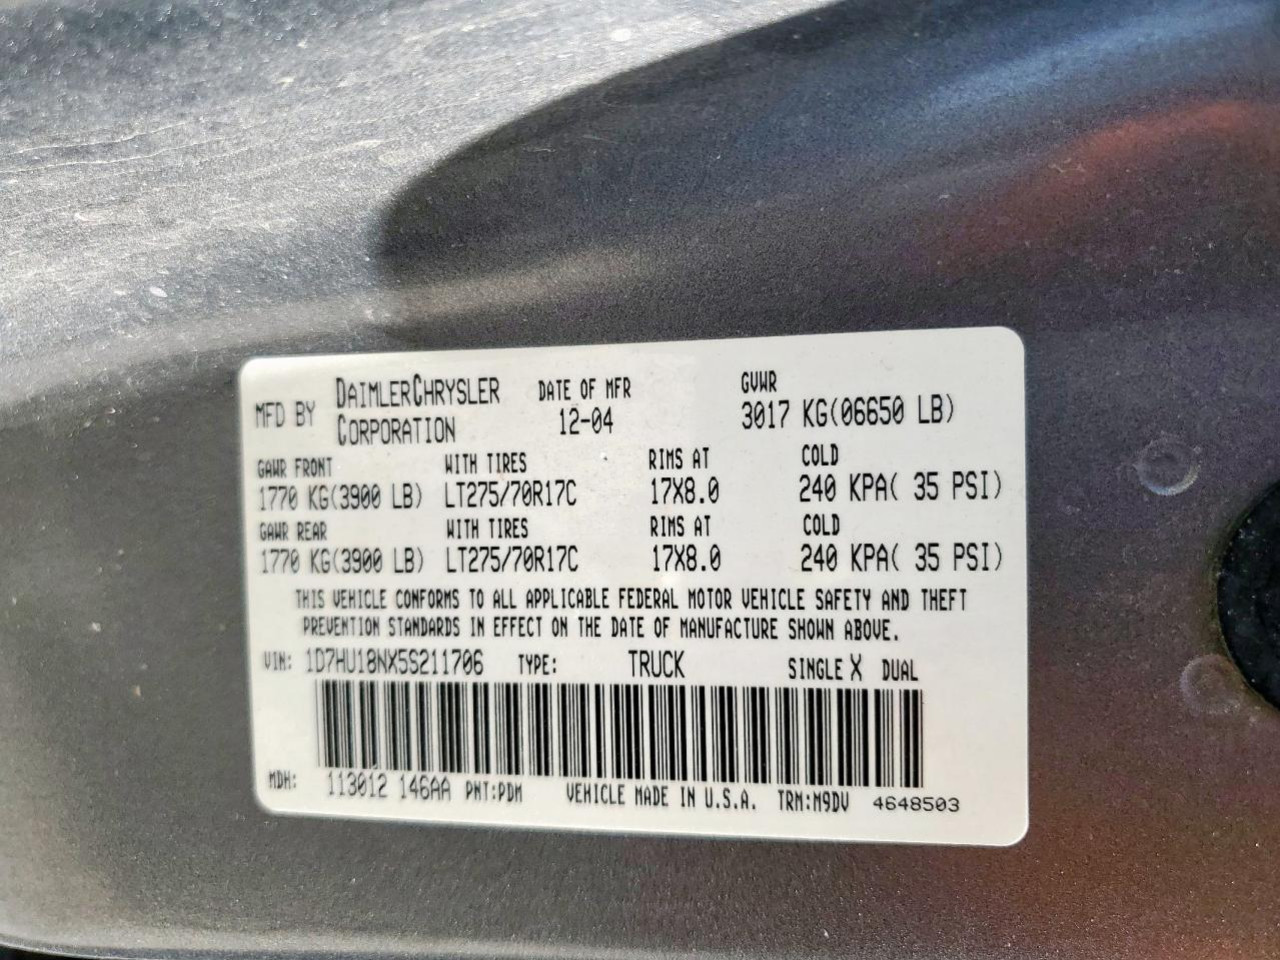 MFD BY DAIMLERCHRYSLER CORPORATION DATE OF MFR 12-04 GVWR 3017 KG(06650 LB)
GAWR FRONT WITH TIRES RIMS AT COLD
1770 KG(3900 LB) LT275/70R17C 17X8.0 240 KPA( 35 PSI)
GAWR REAR WITH TIRES RIMS AT COLD
1770 KG(3900 LB) LT275/70R17C 17X8.0 240 KPA( 35 PSI)
THIS VEHICLE CONFORMS TO ALL APPLICABLE FEDERAL MOTOR VEHICLE SAFETY AND THEFT
PREVENTION STANDARDS IN EFFECT ON THE DATE OF MANUFACTURE SHOWN ABOVE.
VIN: 1D7HU18NX5S211706 TYPE: TRUCK SINGLE X DUAL
MDH: 113012 146AA PNT:PDM VEHICLE MADE IN U.S.A. TRM:M9DV 4648503